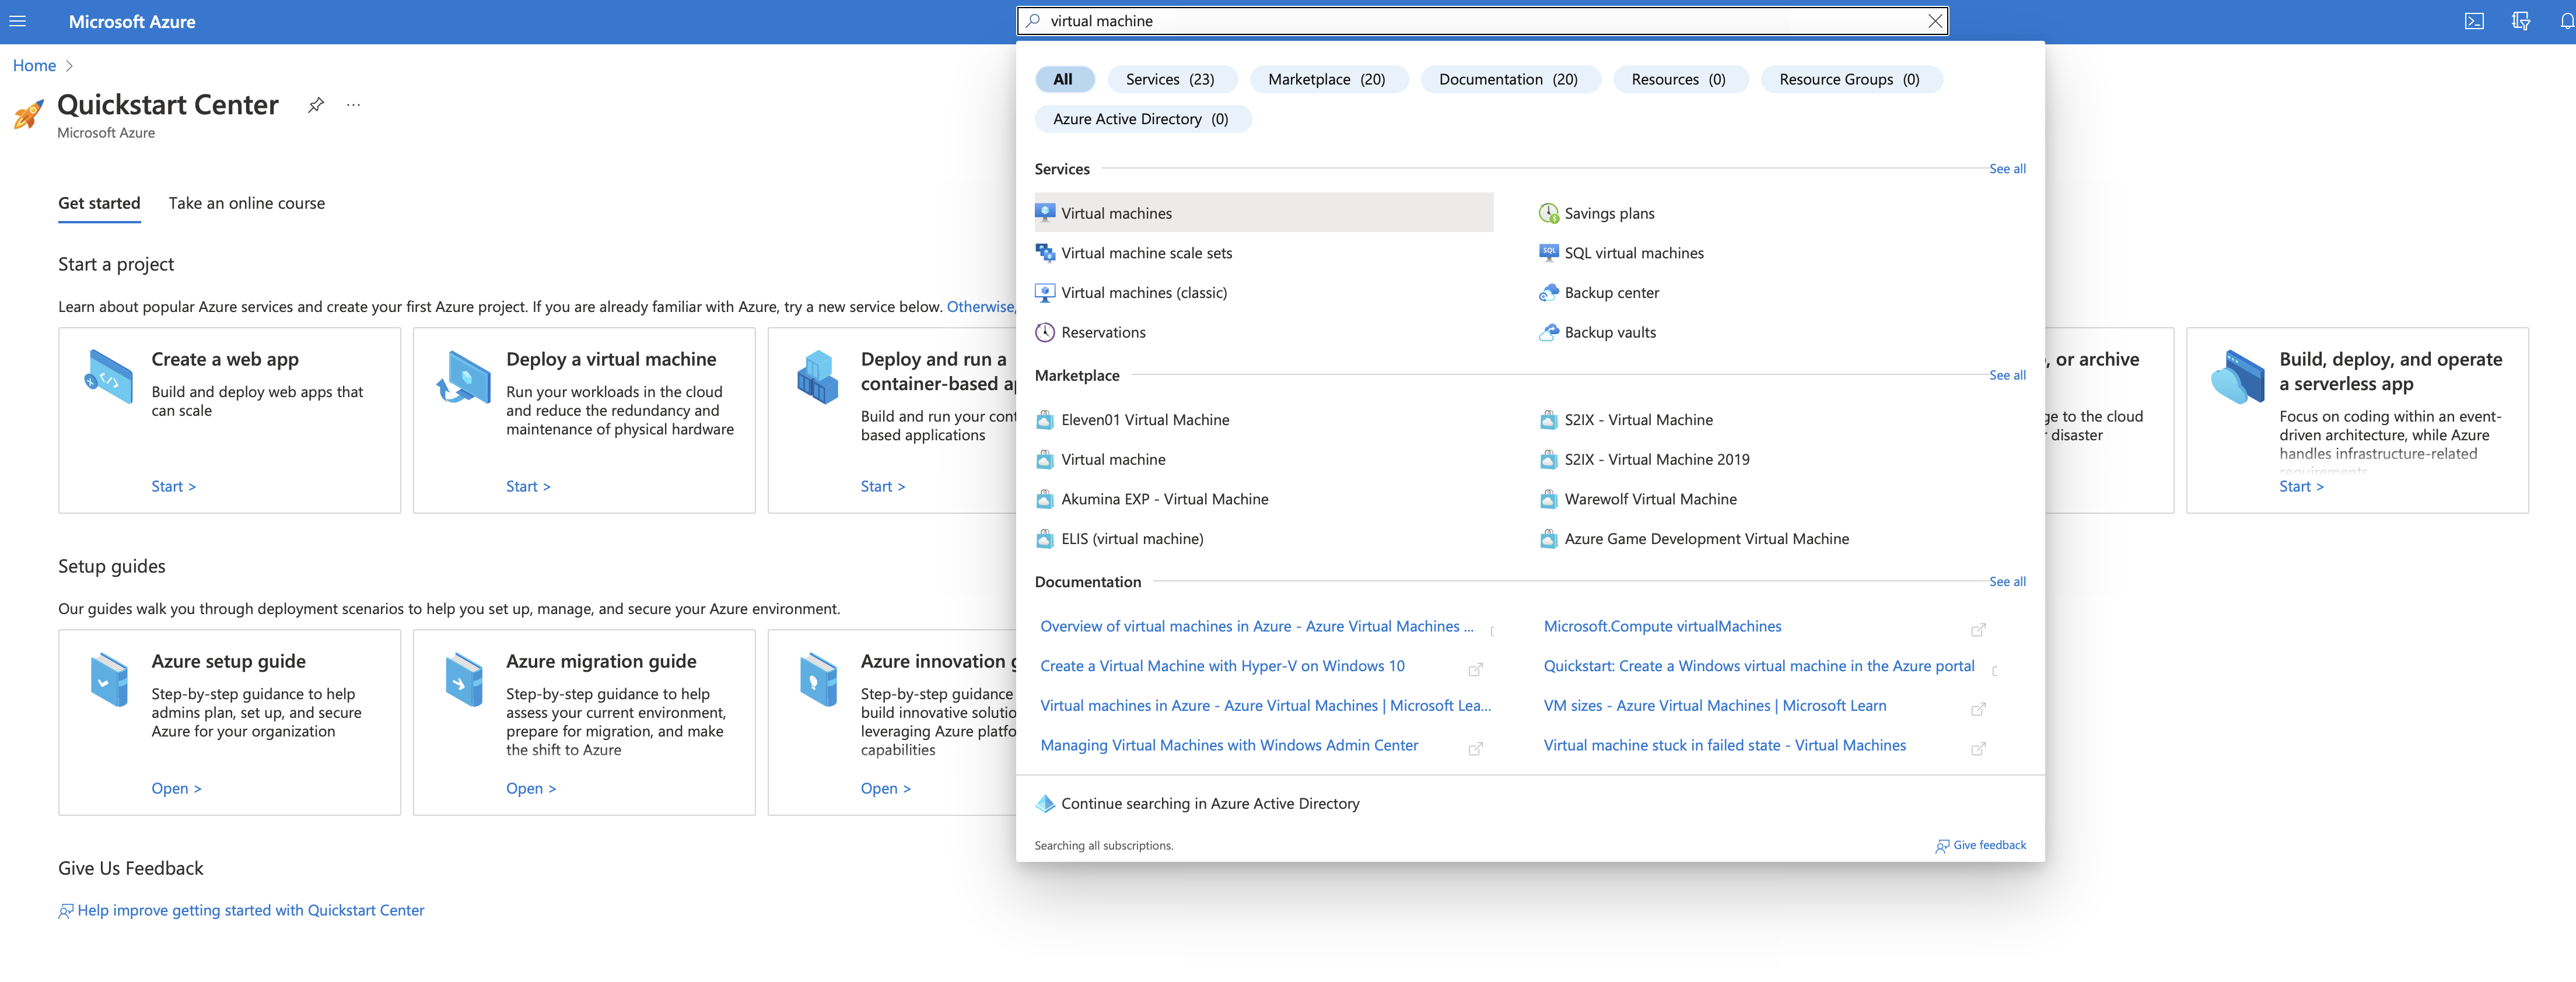 Microsoft Azure
virtual machine
Home
Quickstart Center
Microsoft Azure
Get started
Take an online course
Start a project
Learn about popular Azure services and create your first Azure project. If you are already familiar with Azure, try a new service below. Otherwise,
Create a web app
Build and deploy web apps that
can scale
Start >
Deploy a virtual machine
Run your workloads in the cloud
and reduce the redundancy and
maintenance of physical hardware
Start >
Deploy and run a
container-based ap
Build and run your cont
based applications
Start >
, or archive
ge to the cloud
disaster
Build, deploy, and operate
a serverless app
Focus on coding within an event-
driven architecture, while Azure
handles infrastructure-related
requirements
Start >
Setup guides
Our guides walk you through deployment scenarios to help you set up, manage, and secure your Azure environment.
Azure setup guide
Step-by-step guidance to help
admins plan, set up, and secure
Azure for your organization
Open >
Azure migration guide
Step-by-step guidance to help
assess your current environment,
prepare for migration, and make
the shift to Azure
Open >
Azure innovation g
Step-by-step guidance
build innovative solutio
leveraging Azure platfo
capabilities
Open >
Give Us Feedback
Help improve getting started with Quickstart Center
All
Services (23)
Marketplace (20)
Documentation (20)
Resources (0)
Resource Groups (0)
Azure Active Directory (0)
Services
See all
Virtual machines
Savings plans
Virtual machine scale sets
SQL virtual machines
Virtual machines (classic)
Backup center
Reservations
Backup vaults
Marketplace
See all
Eleven01 Virtual Machine
S2IX - Virtual Machine
Virtual machine
S2IX - Virtual Machine 2019
Akumina EXP - Virtual Machine
Warewolf Virtual Machine
ELIS (virtual machine)
Azure Game Development Virtual Machine
Documentation
See all
Overview of virtual machines in Azure - Azure Virtual Machines ...
Microsoft.Compute virtualMachines
Create a Virtual Machine with Hyper-V on Windows 10
Quickstart: Create a Windows virtual machine in the Azure portal
Virtual machines in Azure - Azure Virtual Machines | Microsoft Lea...
VM sizes - Azure Virtual Machines | Microsoft Learn
Managing Virtual Machines with Windows Admin Center
Virtual machine stuck in failed state - Virtual Machines
Continue searching in Azure Active Directory
Searching all subscriptions.
Give feedback